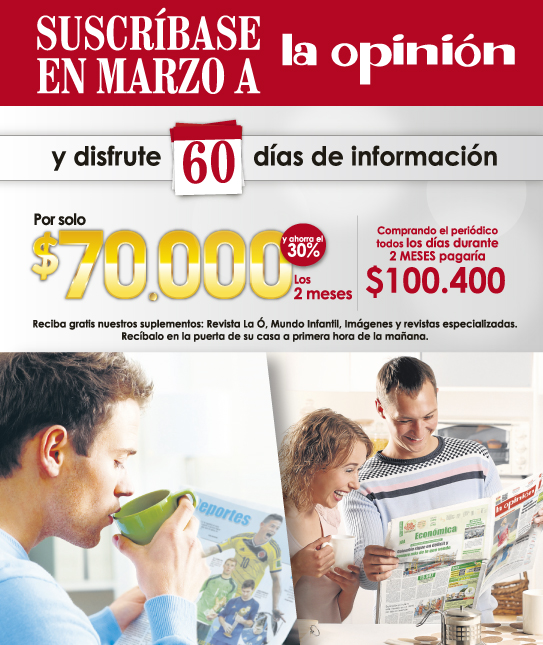 SUSCRÍBASE
EN MARZO A
la opinión
y disfrute 60 días de información
Por solo
$70.000
y ahorra el
30%
Los
2 meses
Comprando el periódico
todos los días durante
2 MESES pagaría
$100.400
Reciba gratis nuestros suplementos: Revista La Ó, Mundo Infantil, Imágenes y revistas especializadas.
Recíbalo en la puerta de su casa a primera hora de la mañana.
deportes
Económica
la opinión